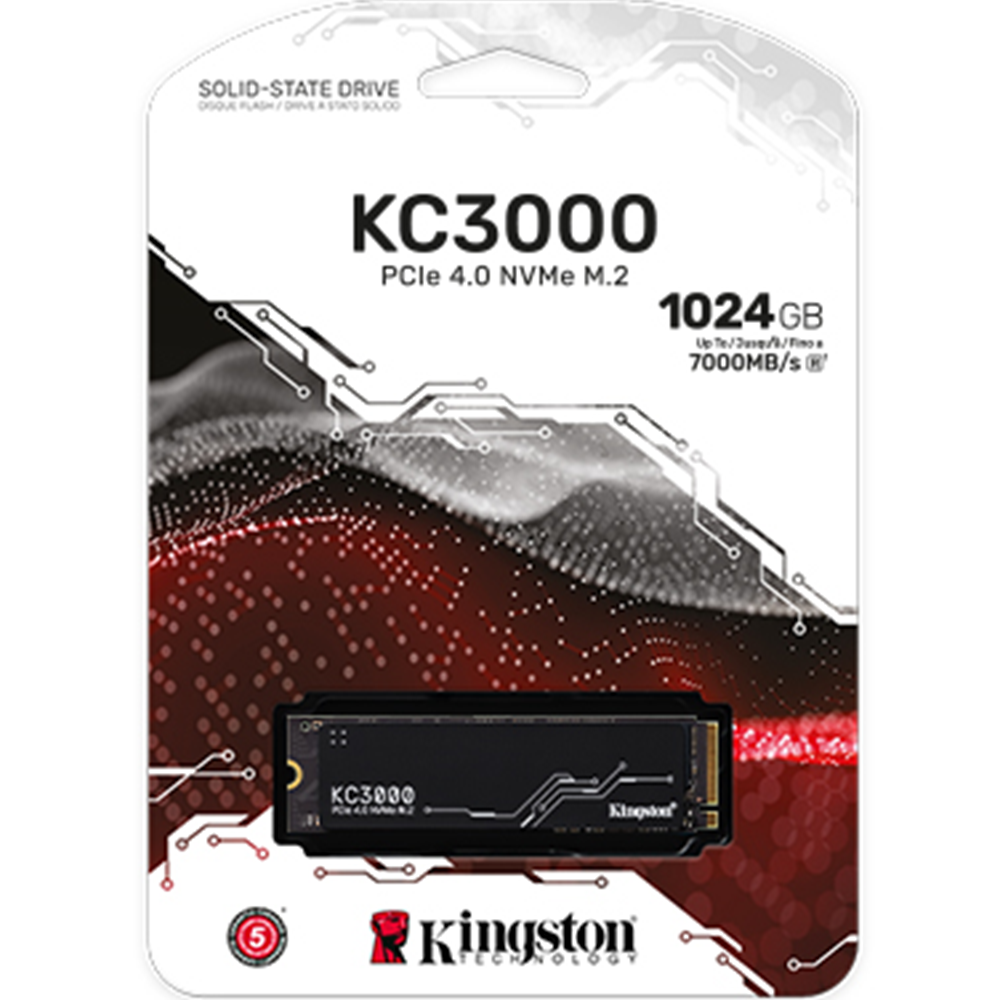 SOLID-STATE DRIVE
DISQUE FLASH / DRIVE A STATO SOLIDO
KC3000
PCIe 4.0 NVMe M.2
1024GB
Up To / Jusqu'à / Fino a
7000MB/s
KC3000
PCIe 4.0 NVMe M.2
Kingston
5
Kingston
TECHNOLOGY